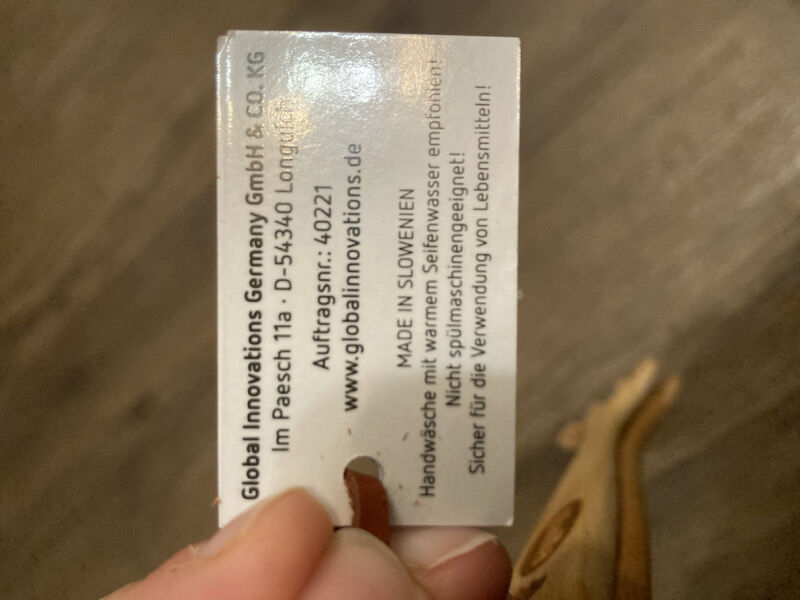 Global Innovations Germany GmbH & CO. KG
Im Paesch 11a · D-54340 Longuich
Auftragsnr.: 40221
www.globalinnovations.de
MADE IN SLOWENIEN
Handwäsche mit warmem Seifenwasser empfohlen!
Nicht spülmaschinengeeignet!
Sicher für die Verwendung von Lebensmitteln!